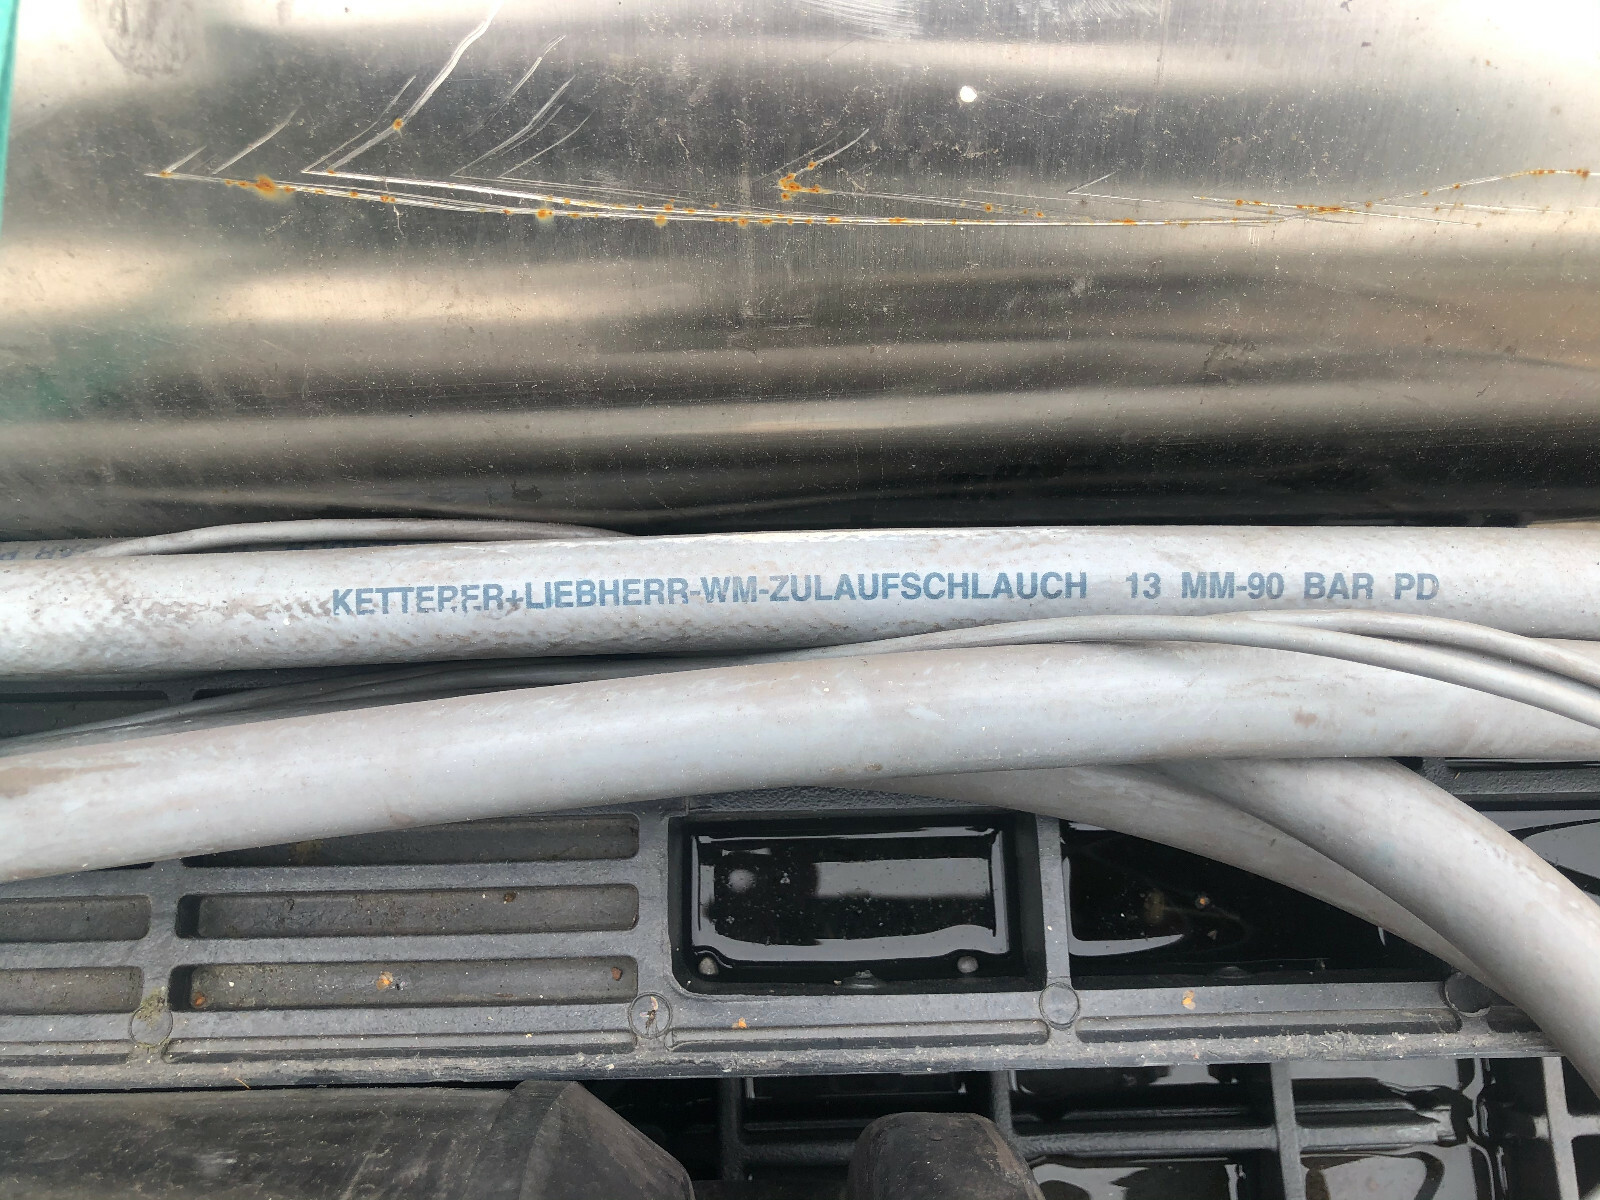 KETTERER+LIEBHERR-WM-ZULAUFSCHLAUCH 13 MM-90 BAR PD